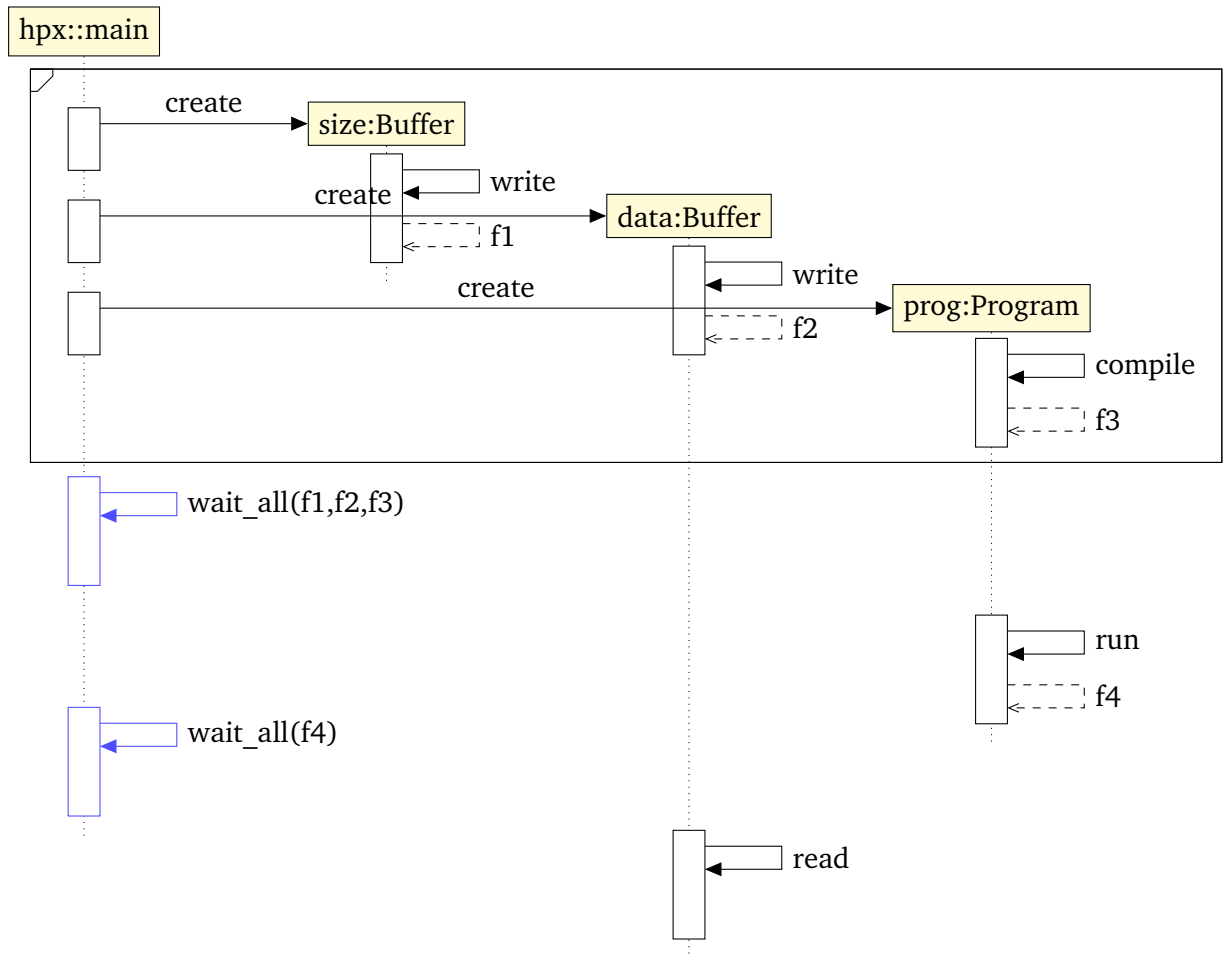 hpx::main
create
size:Buffer
write
create
data:Buffer
f1
write
create
prog:Program
f2
compile
f3
wait_all(f1,f2,f3)
run
f4
wait_all(f4)
read